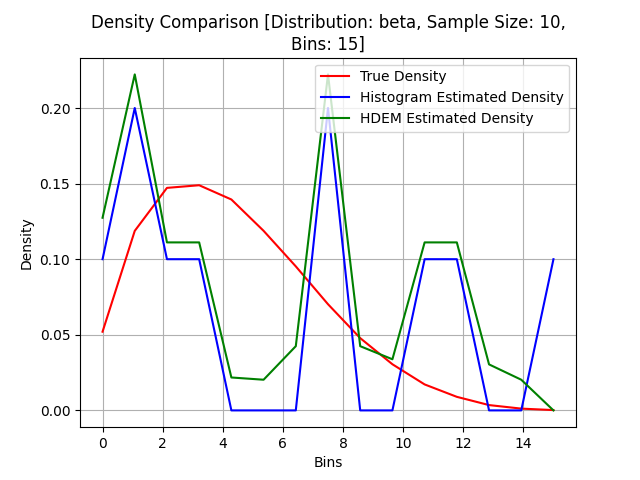 Density Comparison [Distribution: beta, Sample Size: 10,
Bins: 15]
True Density
Histogram Estimated Density
HDEM Estimated Density
Density
0.20
0.15
0.10
0.05
0.00
0 2 4 6 8 10 12 14
Bins